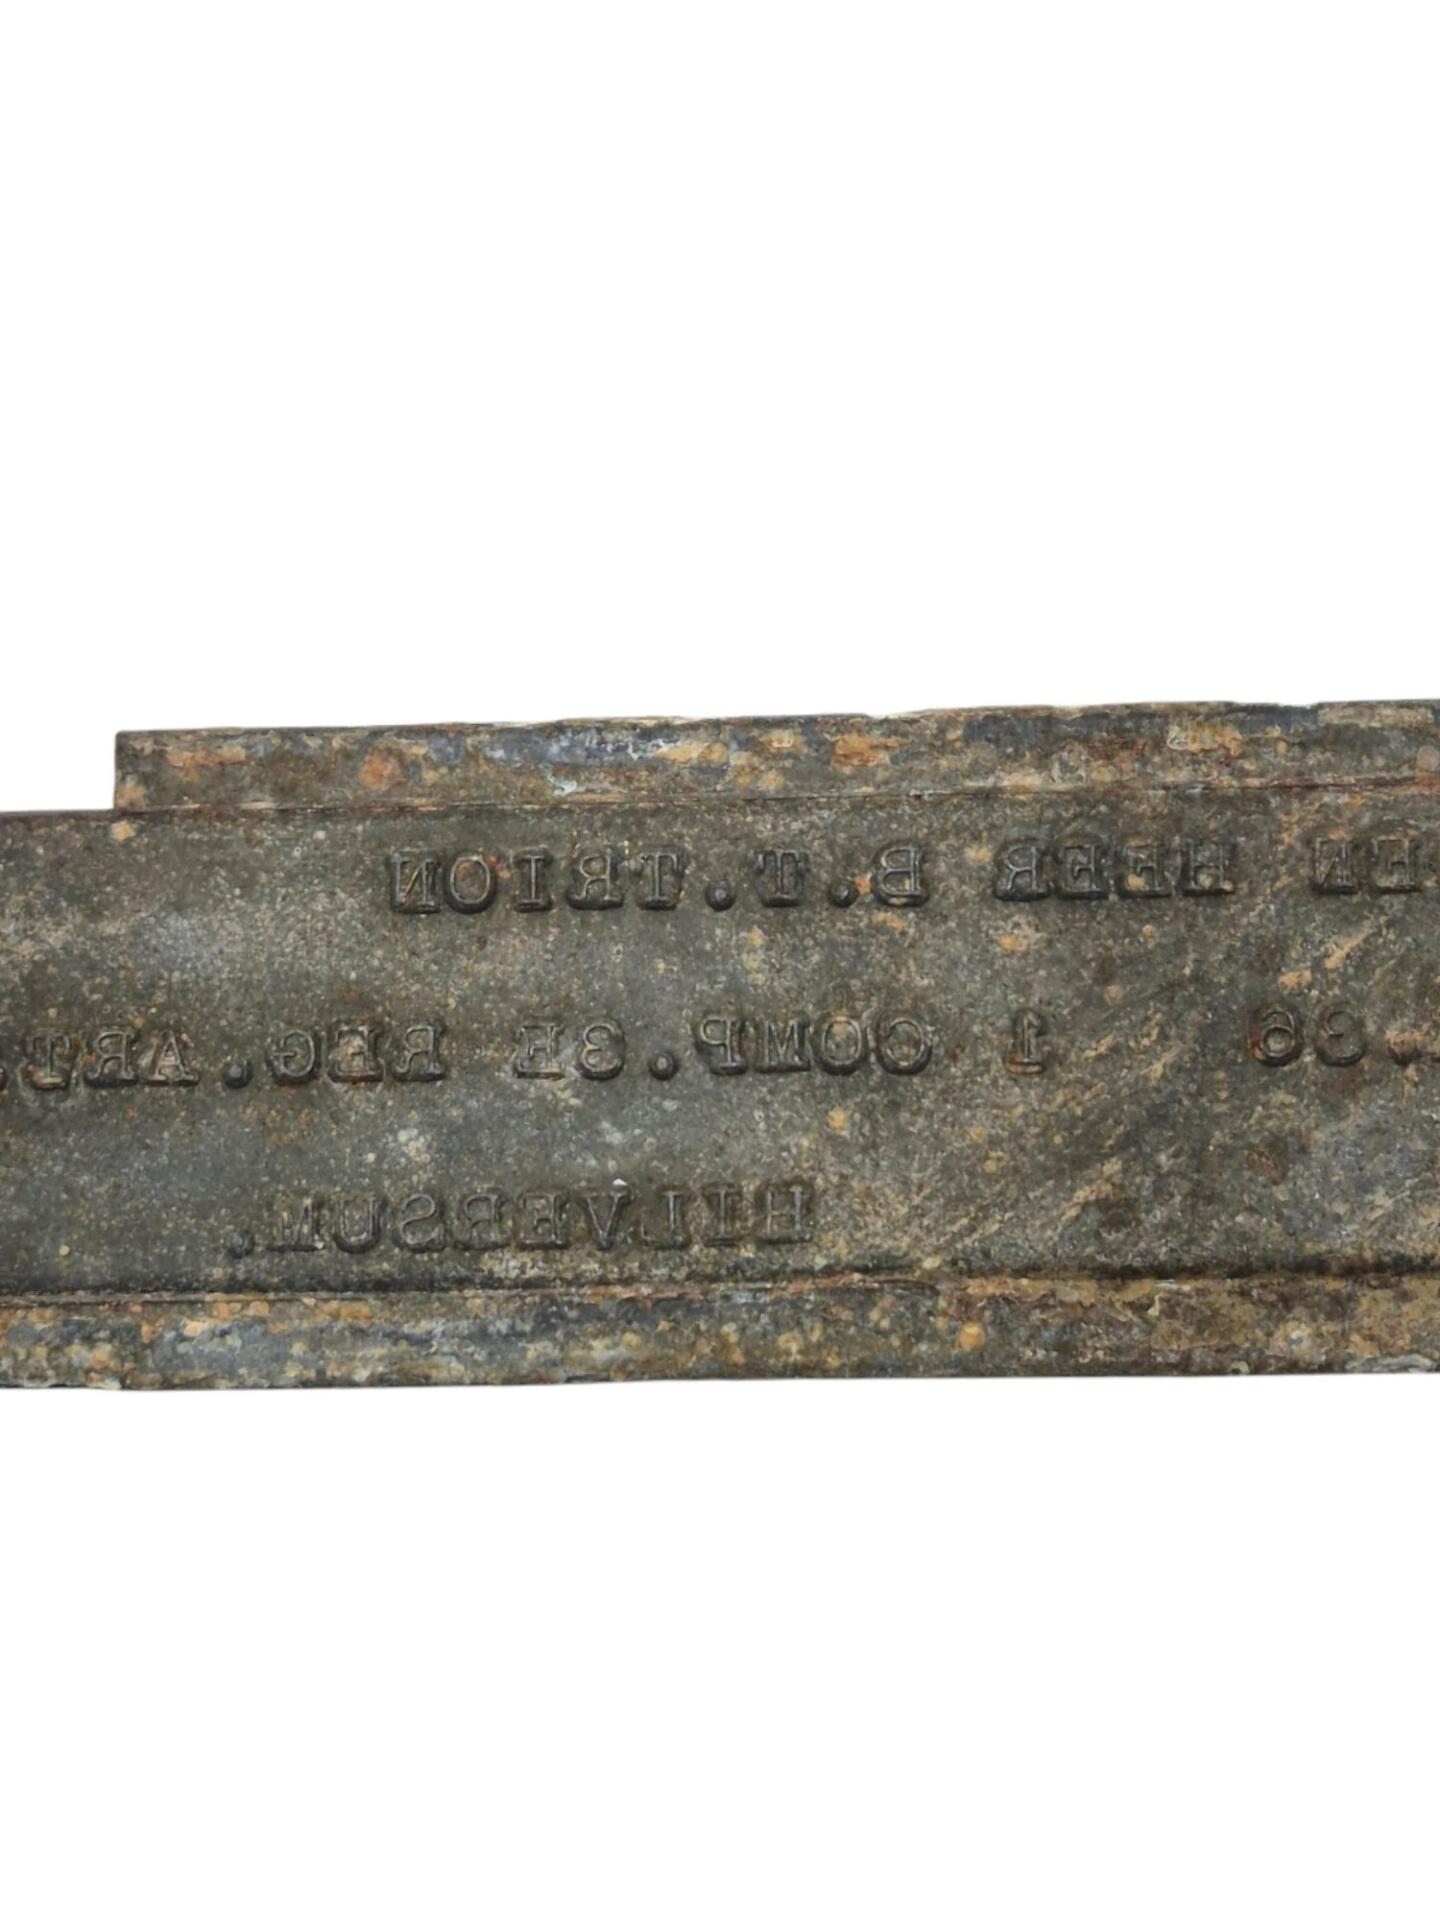 EN HEER B.T.TRION
.36 1 COMP.3E REG.ART.
HILVERSUM.